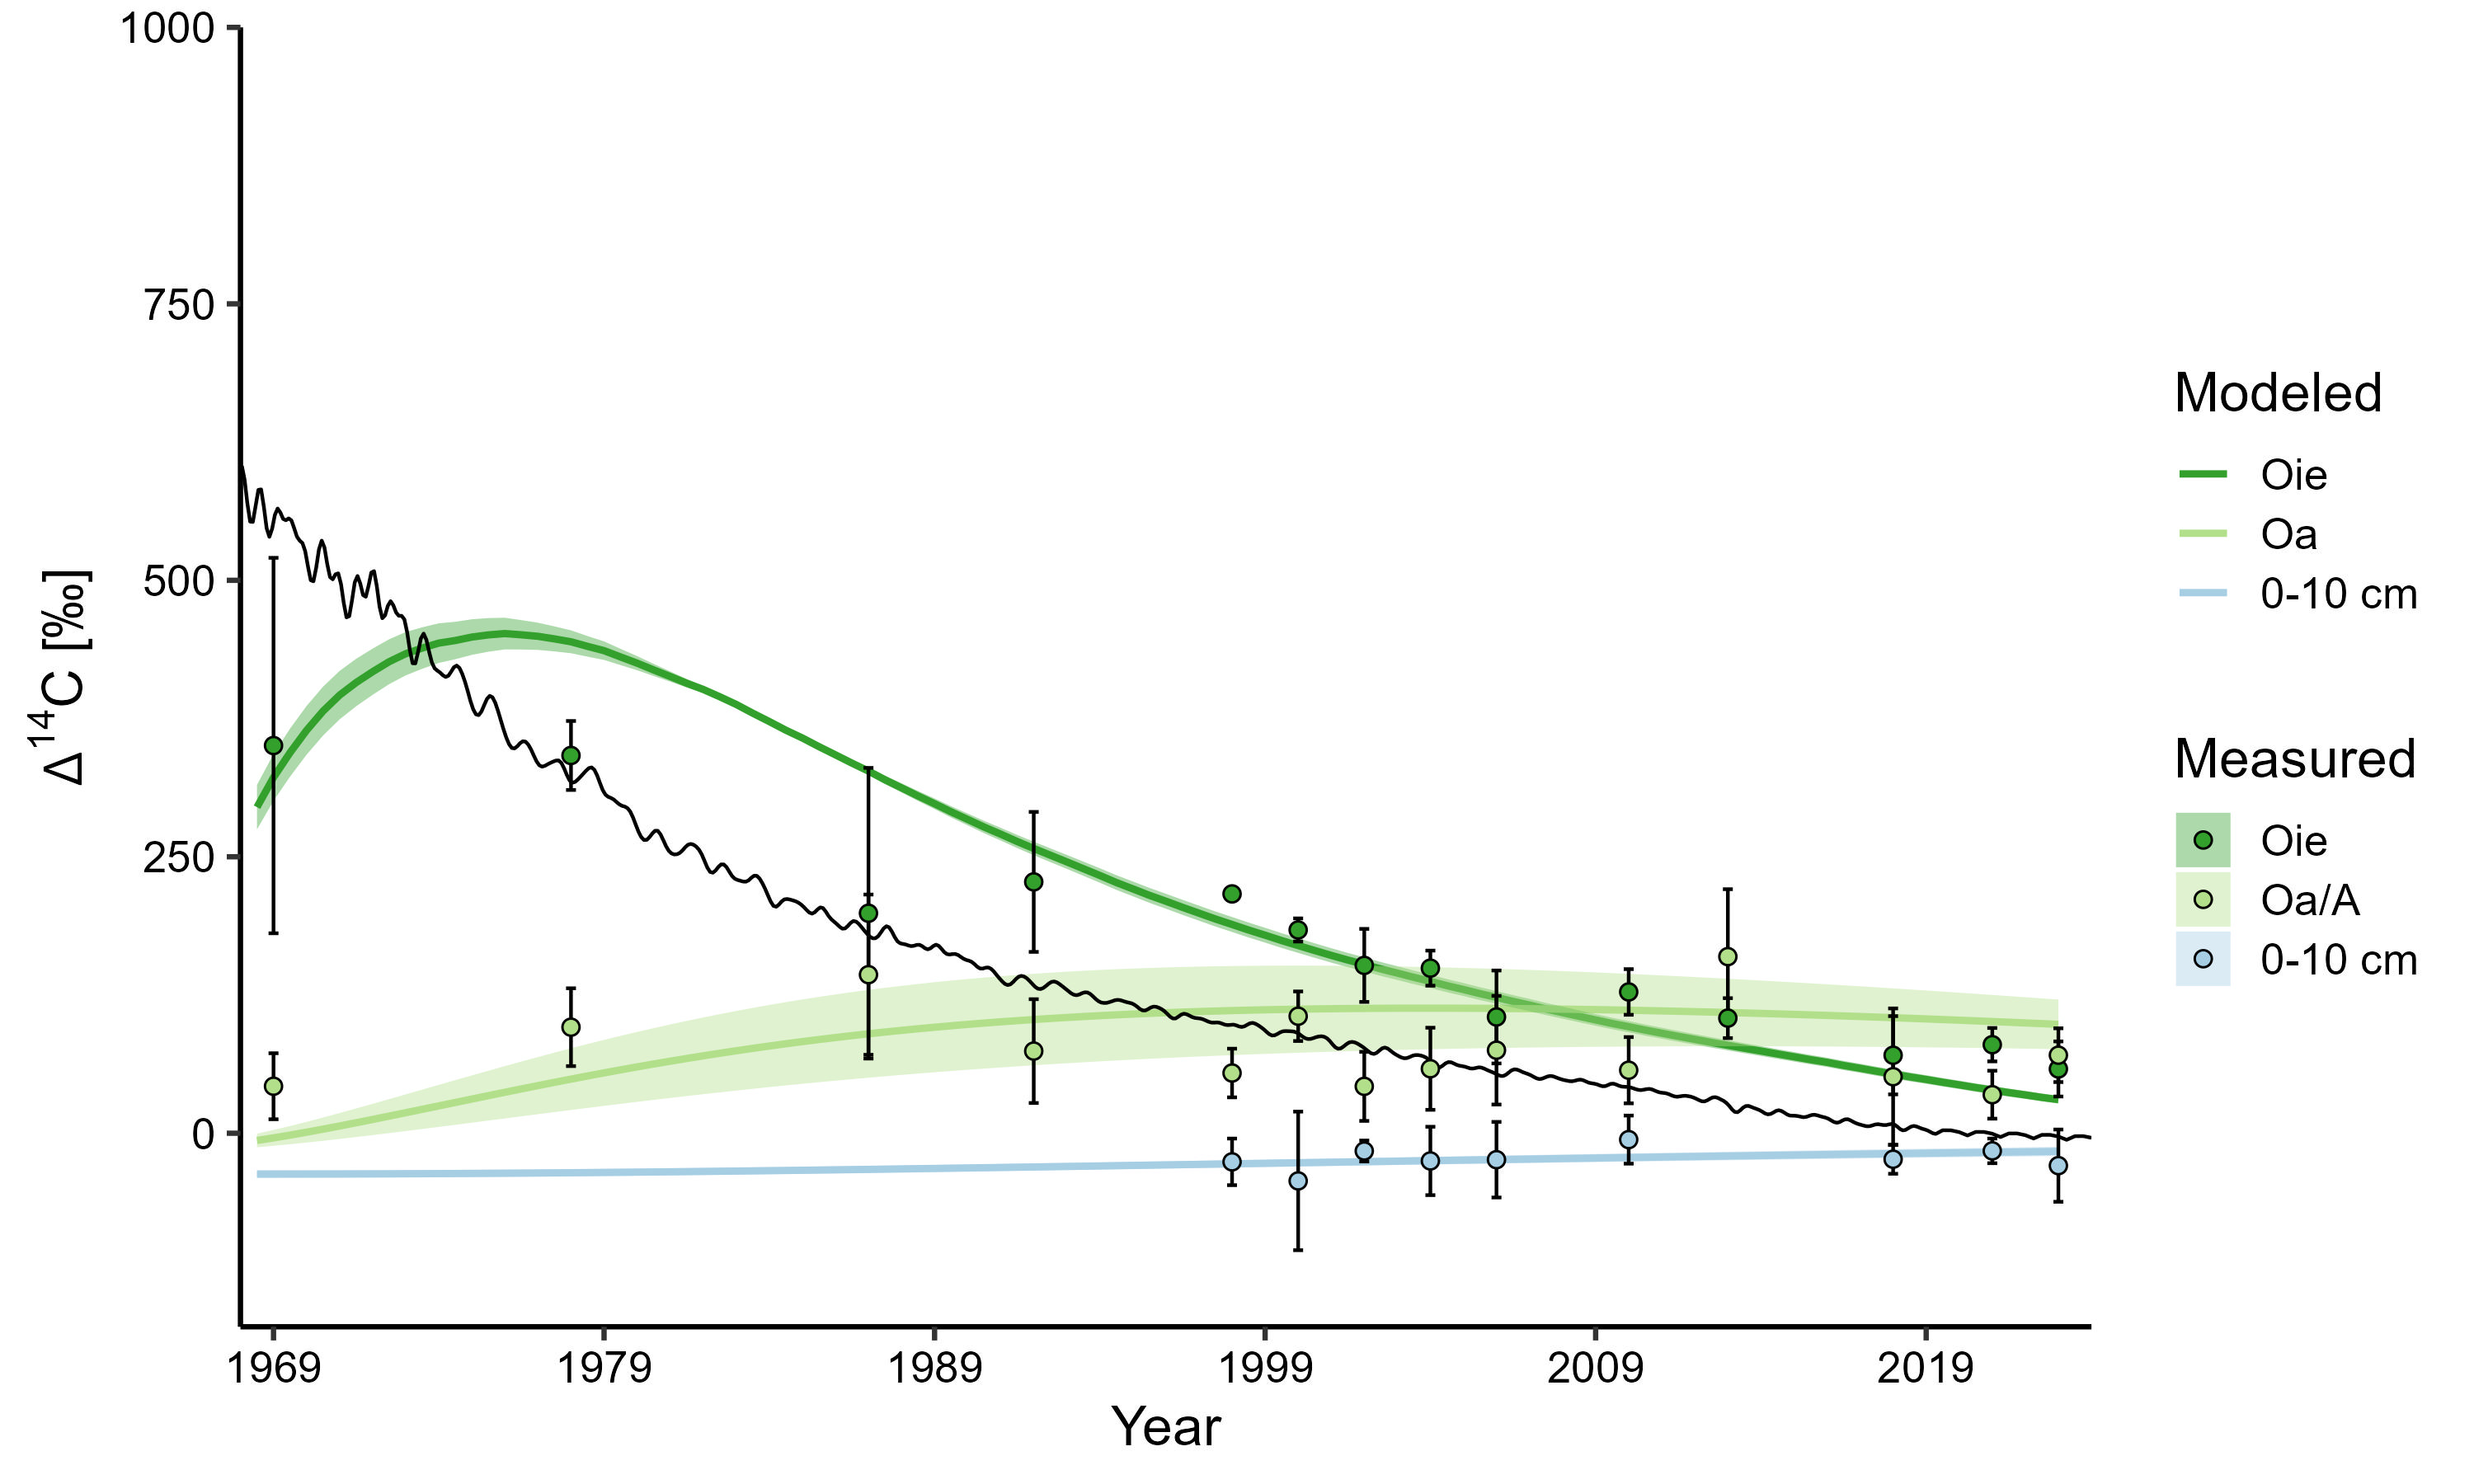 1000
750
500
250
0
Δ ¹⁴C [‰]
1969 1979 1989 1999 2009 2019
Year
Modeled
Oie
Oa
0-10 cm
Measured
Oie
Oa/A
0-10 cm